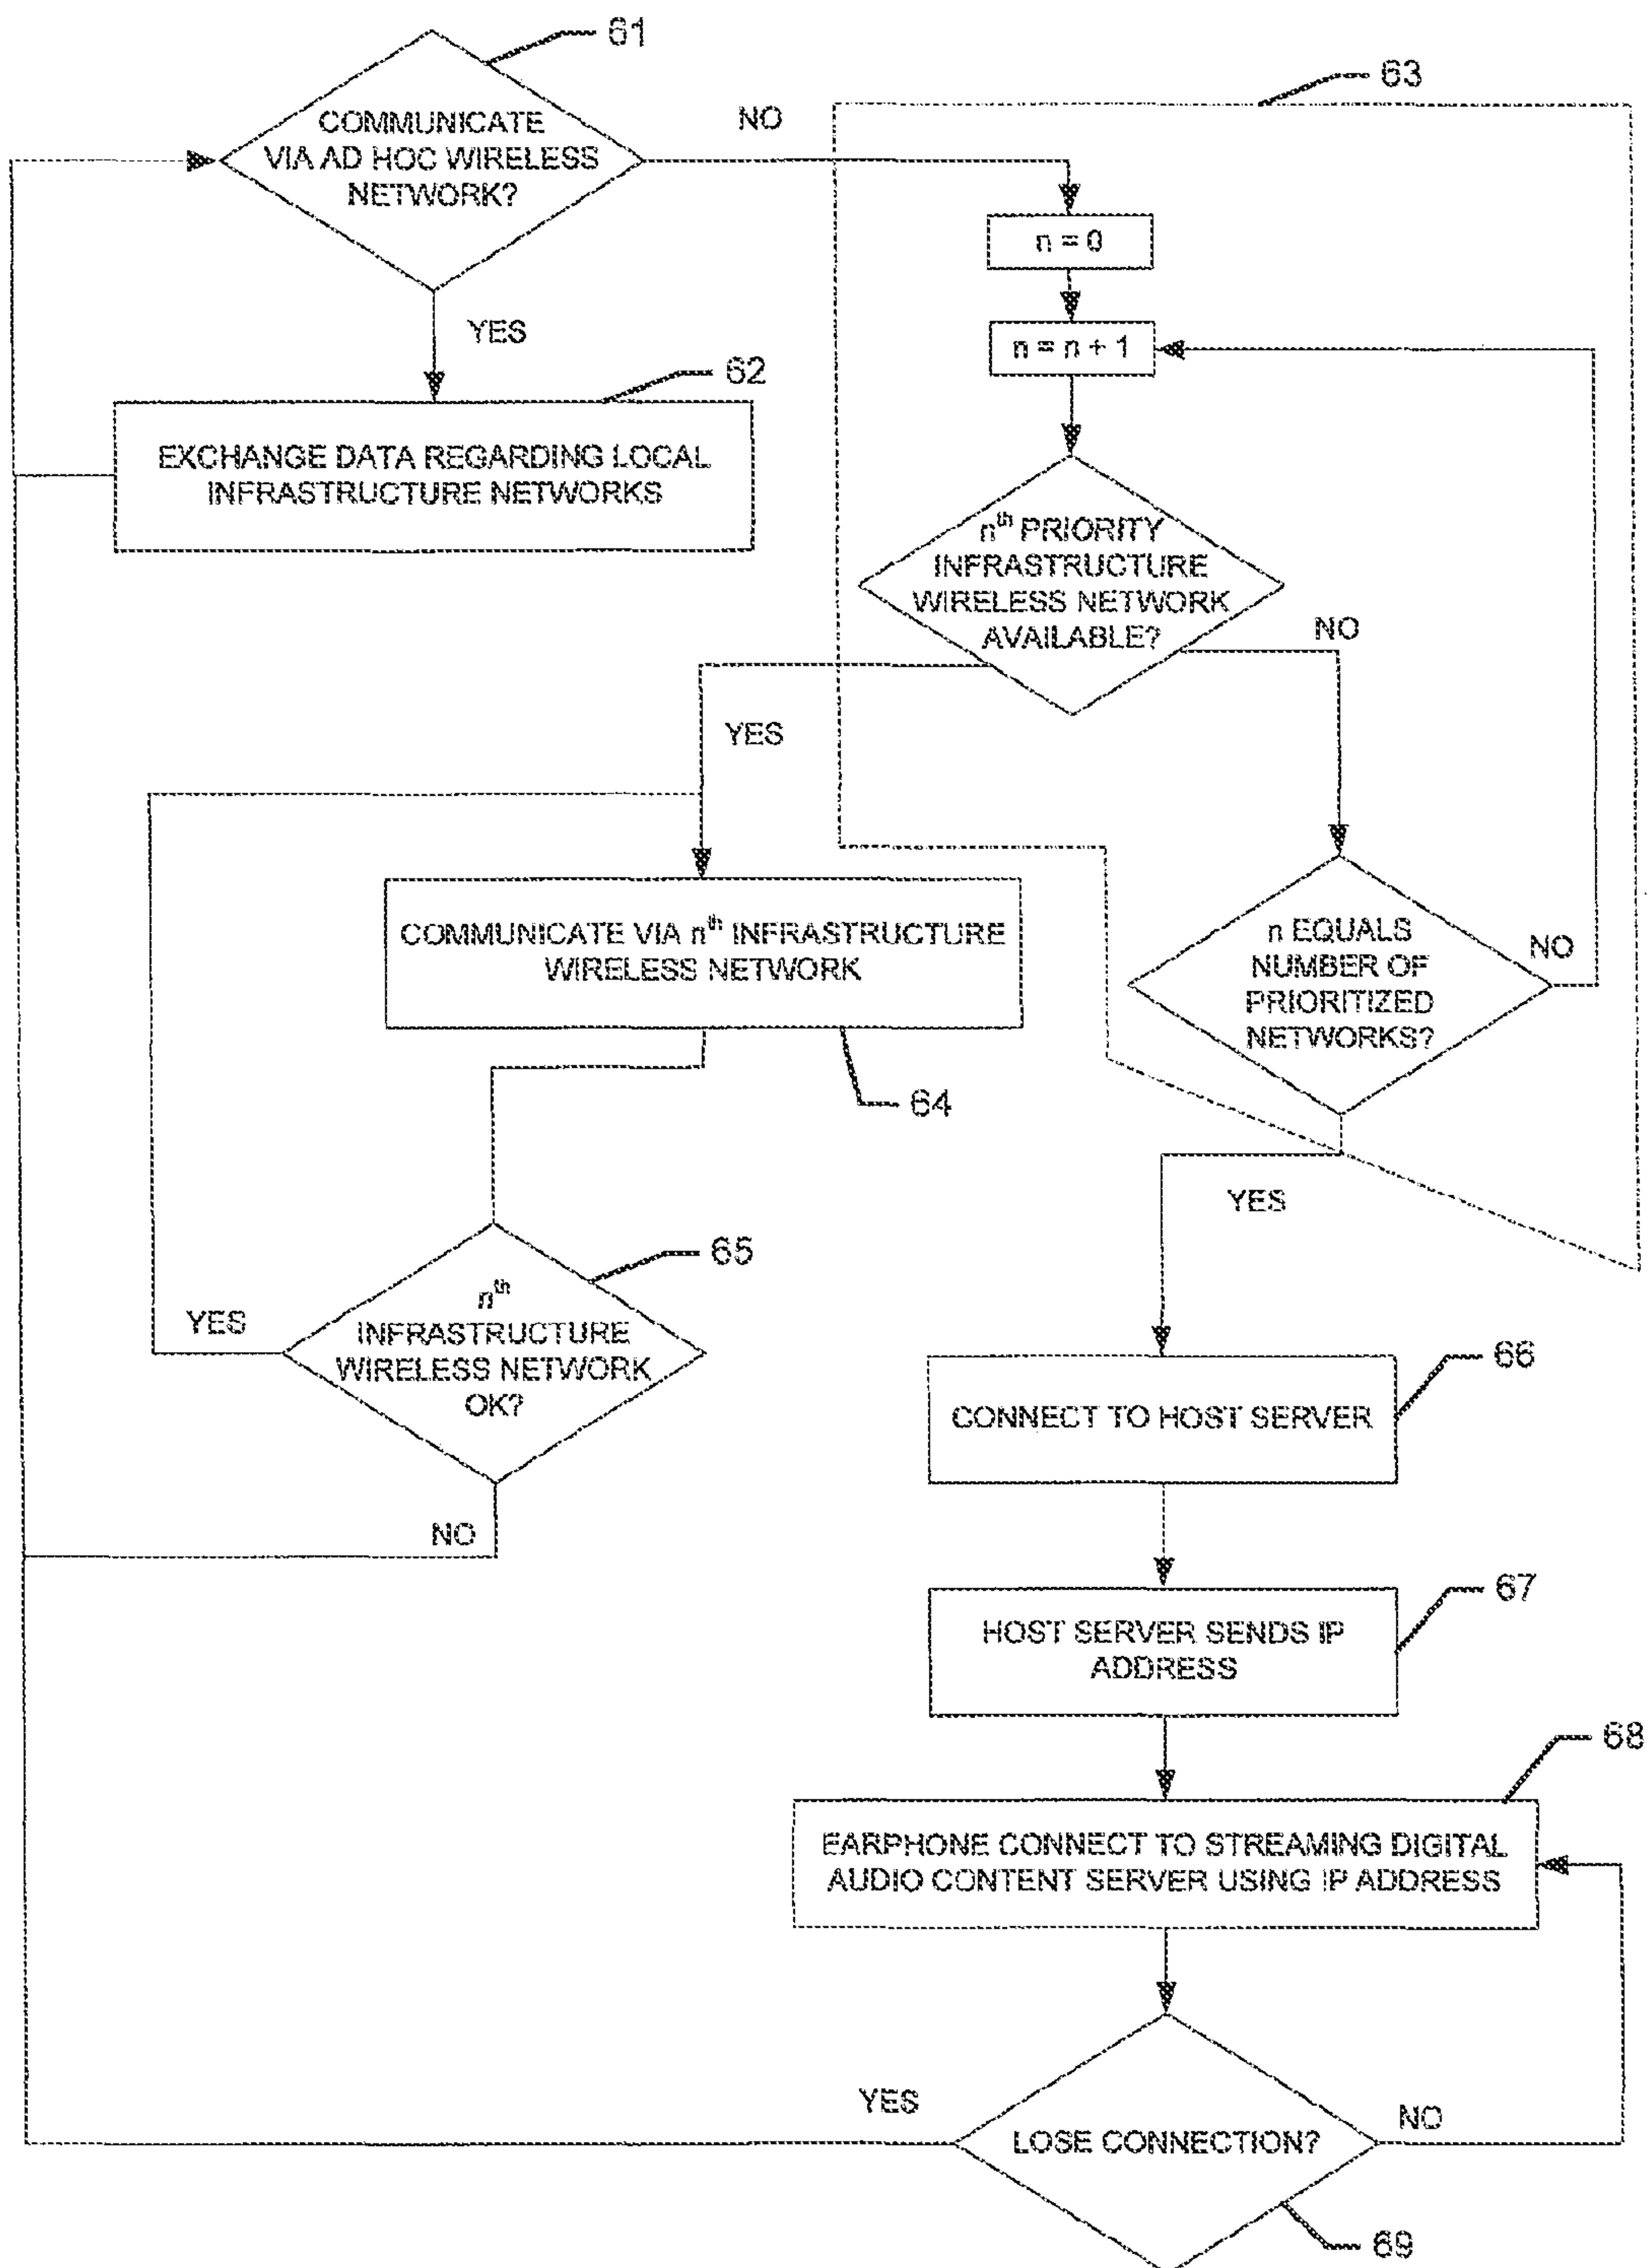 61
COMMUNICATE
VIA AD HOC WIRELESS
NETWORK?
NO
63
n = 0
n = n + 1
YES
62
EXCHANGE DATA REGARDING LOCAL
INFRASTRUCTURE NETWORKS
nth PRIORITY
INFRASTRUCTURE
WIRELESS NETWORK
AVAILABLE?
NO
YES
COMMUNICATE VIA nth INFRASTRUCTURE
WIRELESS NETWORK
64
n EQUALS
NUMBER OF
PRIORITIZED
NETWORKS?
NO
YES
65
nth
INFRASTRUCTURE
WIRELESS NETWORK
OK?
YES
NO
66
CONNECT TO HOST SERVER
67
HOST SERVER SENDS IP
ADDRESS
68
EARPHONE CONNECT TO STREAMING DIGITAL
AUDIO CONTENT SERVER USING IP ADDRESS
YES
LOSE CONNECTION?
NO
69